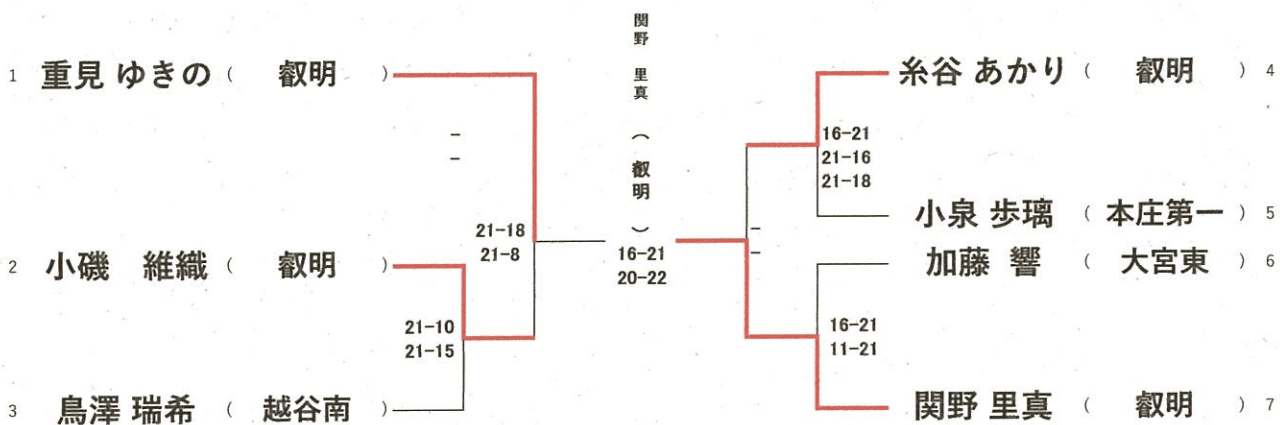 関野 里真 （ 叡明 ）
1 重見 ゆきの ( 叡明 )
糸谷 あかり ( 叡明 ) 4
-
-
16-21
21-16
21-18
小泉 歩璃 ( 本庄第一 ) 5
21-18
21-8
16-21
20-22
-
-
2 小磯 維織 ( 叡明 )
加藤 響 ( 大宮東 ) 6
21-10
21-15
16-21
11-21
3 鳥澤 瑞希 ( 越谷南 )
関野 里真 ( 叡明 ) 7